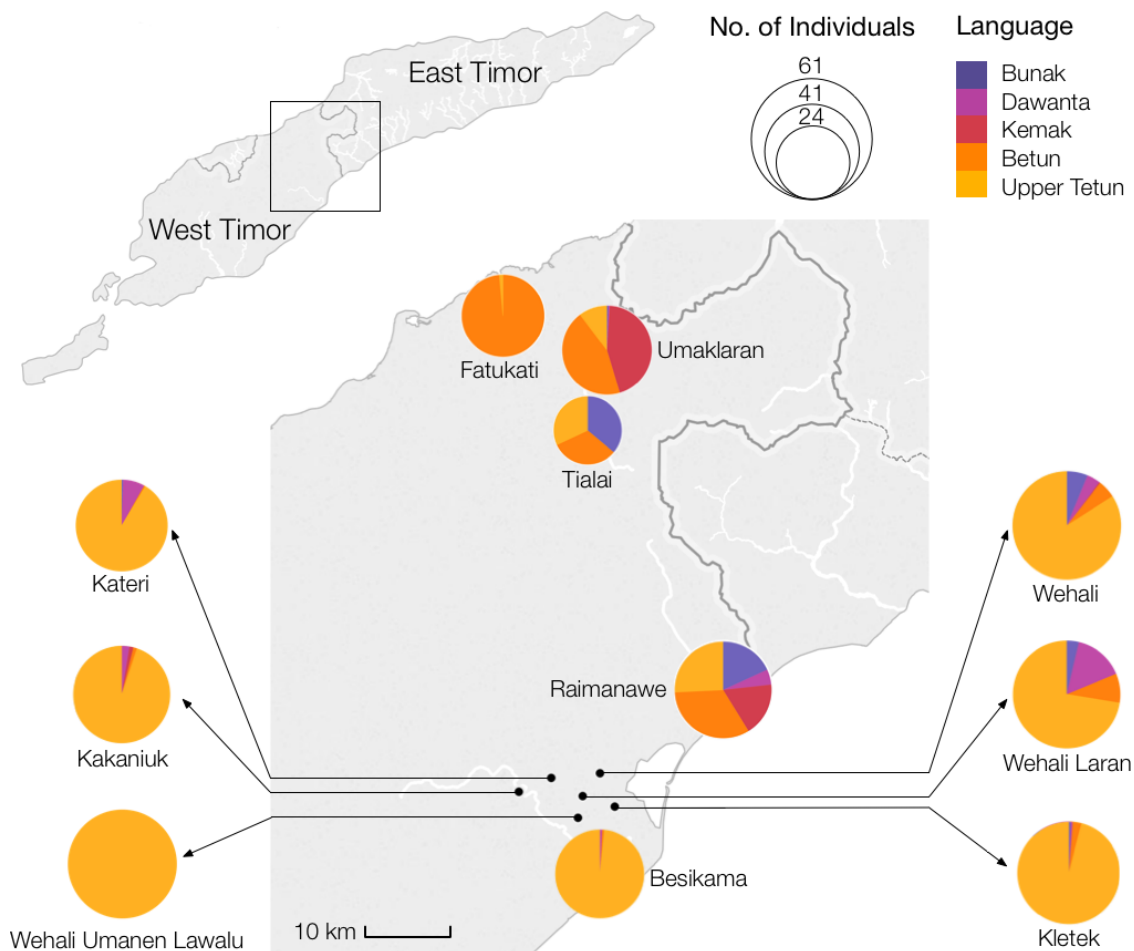 No. of Individuals
61
41
24
Language
Bunak
Dawanta
Kemak
Betun
Upper Tetun
East Timor
West Timor
Fatukati
Umaklaran
Tialai
Kateri
Wehali
Raimanawe
Kakaniuk
Wehali Laran
Besikama
Wehali Umanen Lawalu
10 km
Kletek